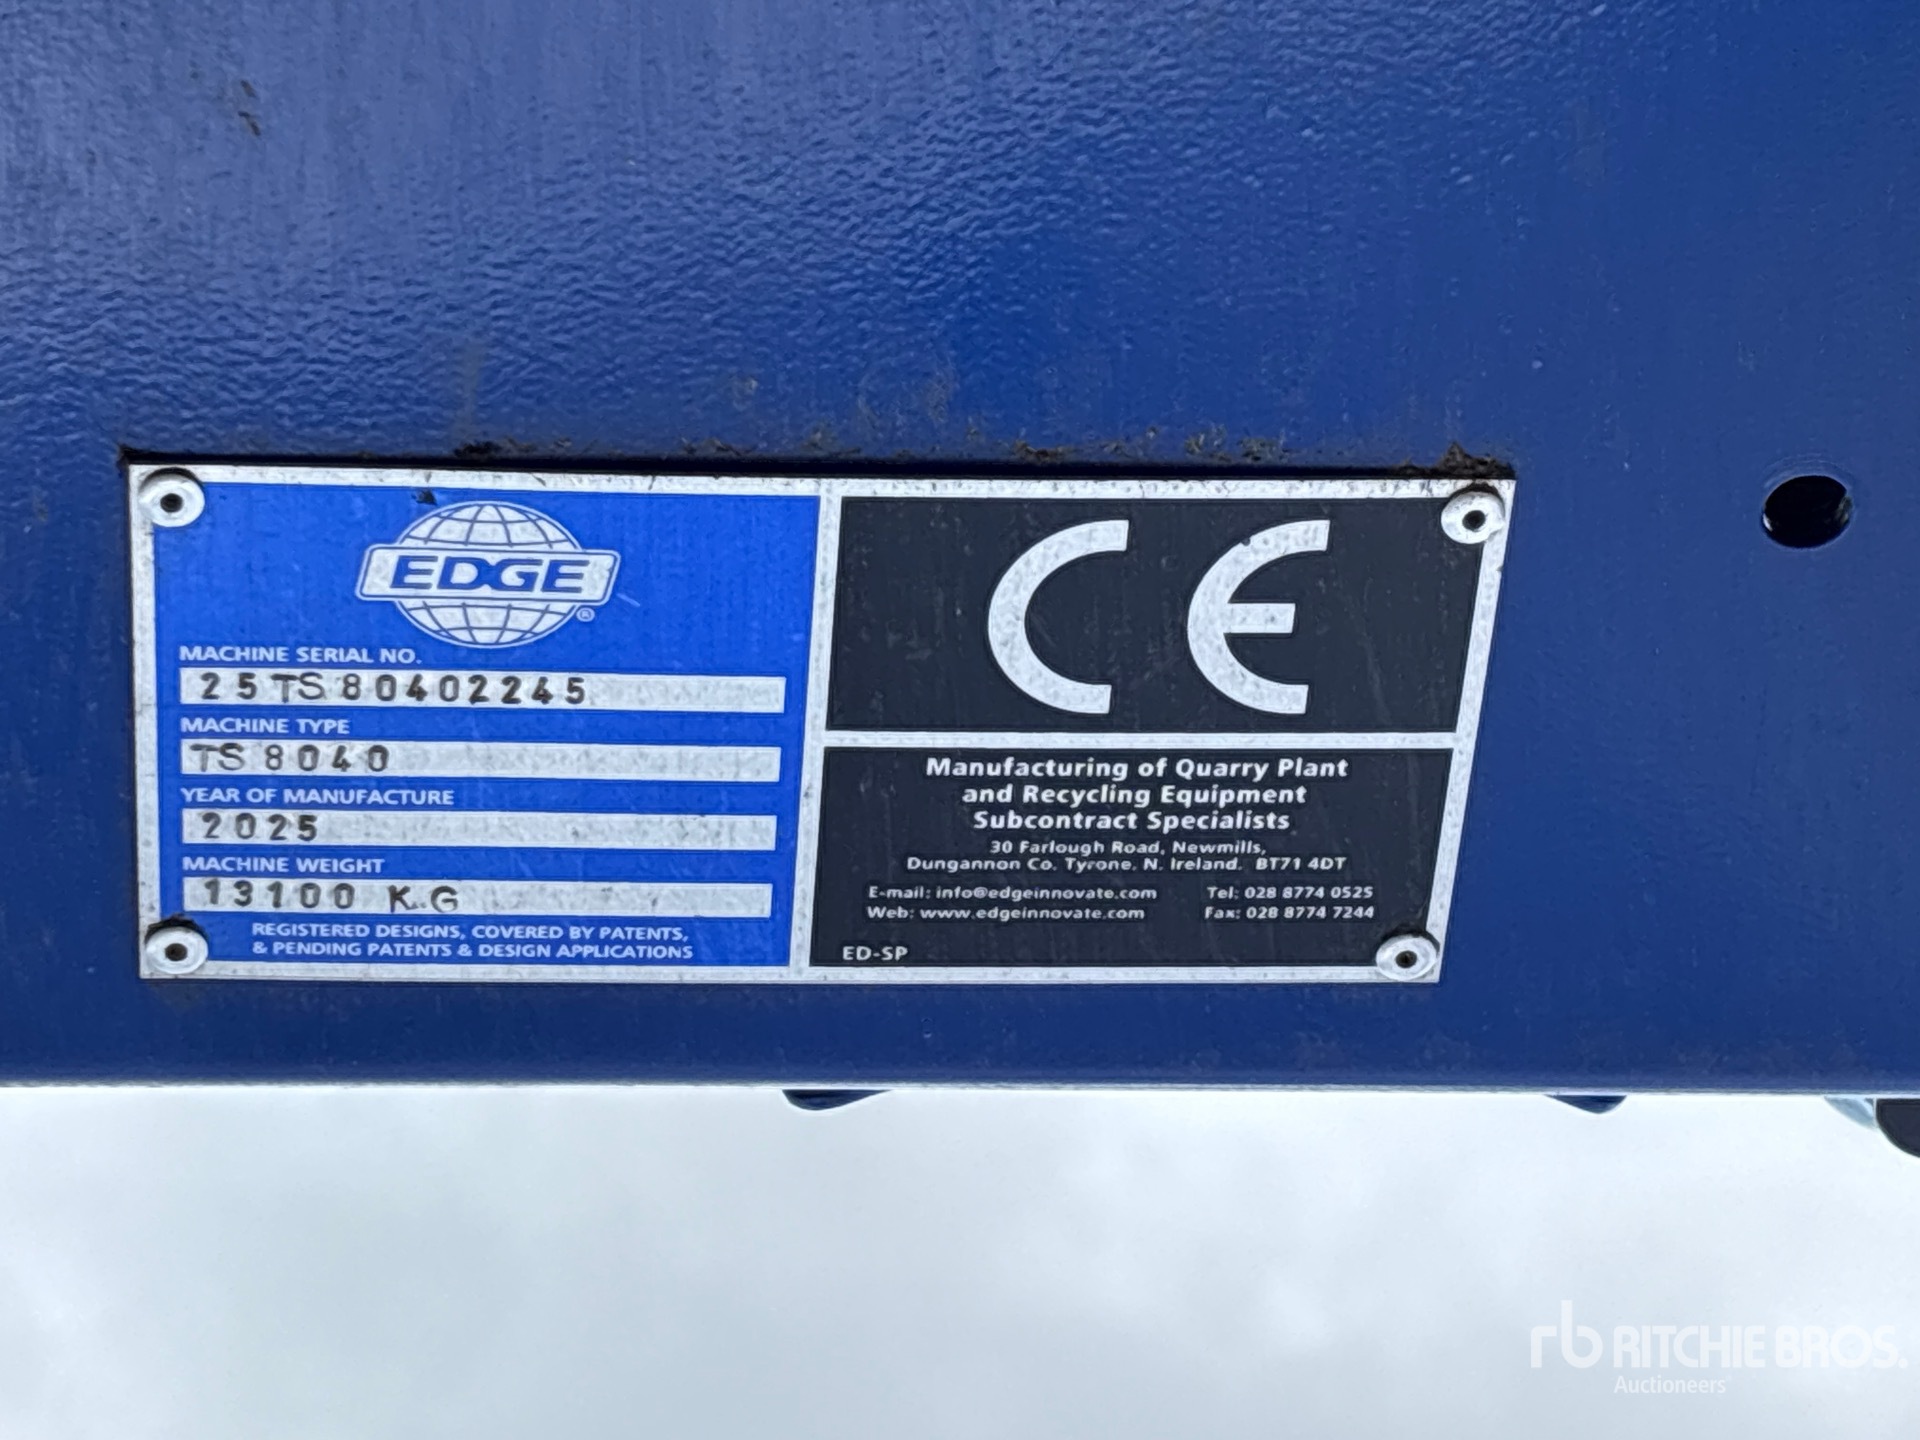 EDGE®
MACHINE SERIAL NO.
25TS80402245
MACHINE TYPE
TS8040
YEAR OF MANUFACTURE
2025
MACHINE WEIGHT
13100 K.G
REGISTERED DESIGNS, COVERED BY PATENTS,
& PENDING PATENTS & DESIGN APPLICATIONS
CE
Manufacturing of Quarry Plant
and Recycling Equipment
Subcontract Specialists
30 Farlough Road, Newmills,
Dungannon Co. Tyrone. N. Ireland. BT71 4DT
E-mail: info@edgeinnovate.com Tel: 028 8774 0525
Web: www.edgeinnovate.com Fax: 028 8774 7244
ED-SP
rb RITCHIE BROS.
Auctioneers